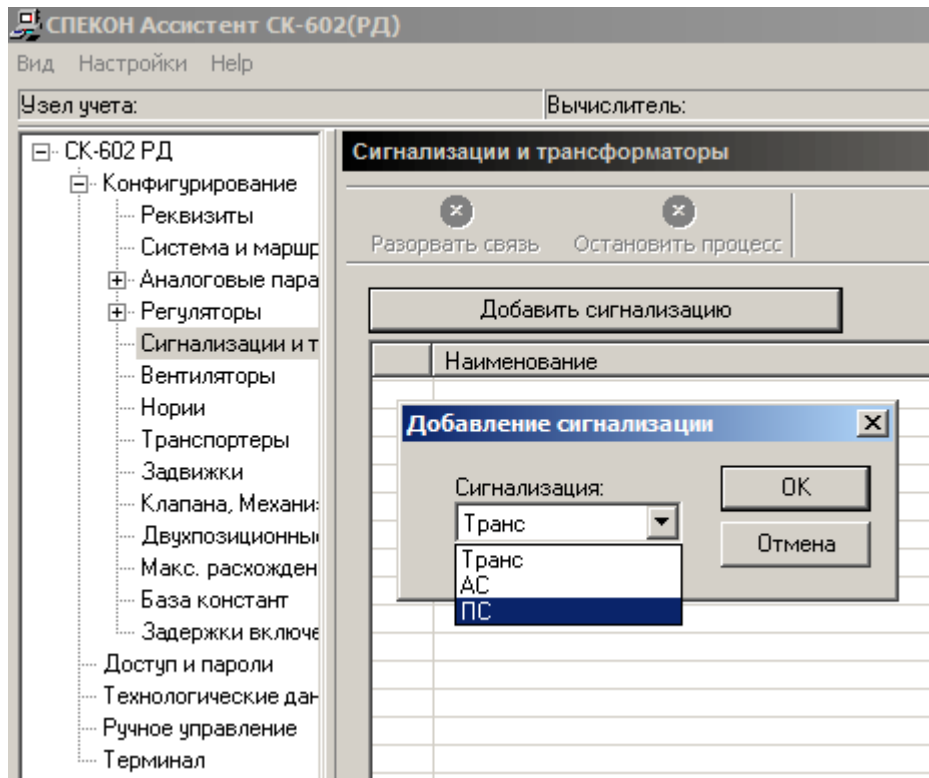 СПЕКОН Ассистент СК-602(РД)
Вид Настройки Help
Узел учета: Вычислитель:
СК-602 РД
Конфигурирование
Реквизиты
Система и маршр
Аналоговые пара
Регуляторы
Сигнализации и т
Вентиляторы
Нории
Транспортеры
Задвижки
Клапана, Механи
Двухпозиционны
Макс. расхожден
База констант
Задержки включе
Доступ и пароли
Технологические дан
Ручное управление
Терминал
Сигнализации и трансформаторы
Разорвать связь Остановить процесс
Добавить сигнализацию
Наименование
Добавление сигнализации
Сигнализация:
Транс
Транс
АС
ПС
OK
Отмена